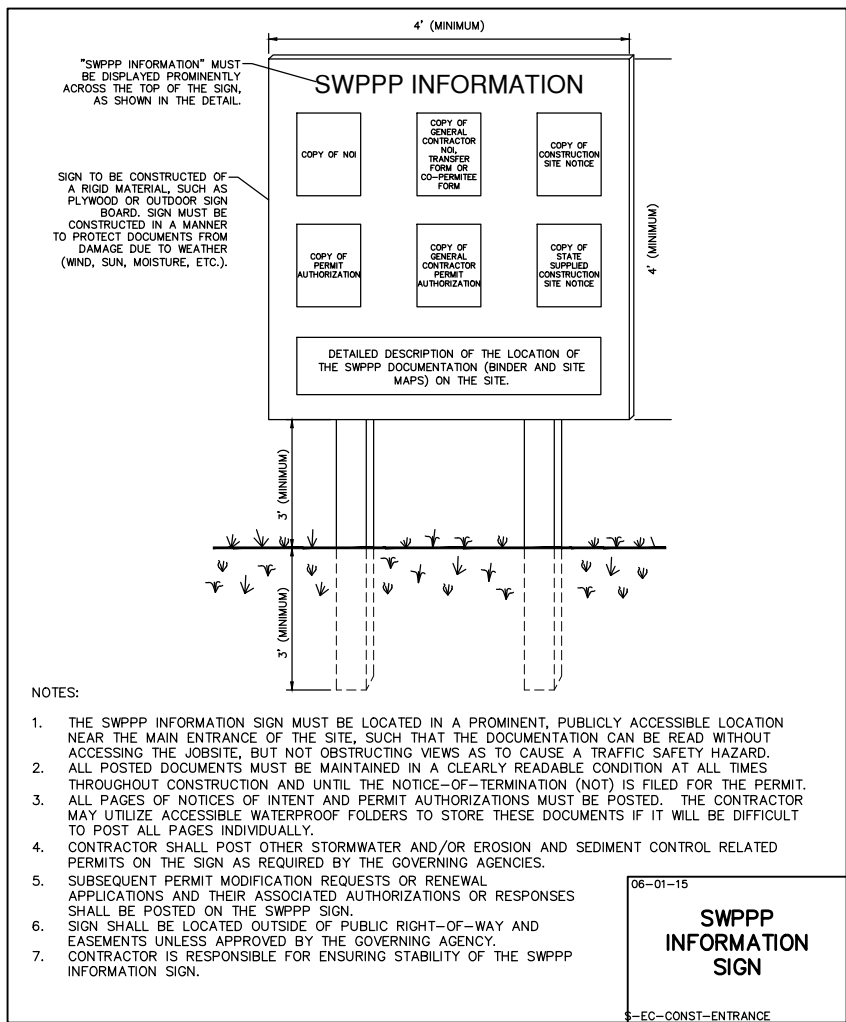 4' (MINIMUM)
"SWPPP INFORMATION" MUST
BE DISPLAYED PROMINENTLY
ACROSS THE TOP OF THE SIGN,
AS SHOWN IN THE DETAIL.
SWPPP INFORMATION
COPY OF NOI
COPY OF
GENERAL
CONTRACTOR
NOI,
TRANSFER
FORM OR
CO-PERMITEE
FORM
COPY OF
CONSTRUCTION
SITE NOTICE
SIGN TO BE CONSTRUCTED OF
A RIGID MATERIAL, SUCH AS
PLYWOOD OR OUTDOOR SIGN
BOARD. SIGN MUST BE
CONSTRUCTED IN A MANNER
TO PROTECT DOCUMENTS FROM
DAMAGE DUE TO WEATHER
(WIND, SUN, MOISTURE, ETC.).
4' (MINIMUM)
COPY OF
PERMIT
AUTHORIZATION
COPY OF
GENERAL
CONTRACTOR
PERMIT
AUTHORIZATION
COPY OF
STATE
SUPPLIED
CONSTRUCTION
SITE NOTICE
DETAILED DESCRIPTION OF THE LOCATION OF
THE SWPPP DOCUMENTATION (BINDER AND SITE
MAPS) ON THE SITE.
3' (MINIMUM)
3' (MINIMUM)
NOTES:
1. THE SWPPP INFORMATION SIGN MUST BE LOCATED IN A PROMINENT, PUBLICLY ACCESSIBLE LOCATION
NEAR THE MAIN ENTRANCE OF THE SITE, SUCH THAT THE DOCUMENTATION CAN BE READ WITHOUT
ACCESSING THE JOBSITE, BUT NOT OBSTRUCTING VIEWS AS TO CAUSE A TRAFFIC SAFETY HAZARD.
2. ALL POSTED DOCUMENTS MUST BE MAINTAINED IN A CLEARLY READABLE CONDITION AT ALL TIMES
THROUGHOUT CONSTRUCTION AND UNTIL THE NOTICE-OF-TERMINATION (NOT) IS FILED FOR THE PERMIT.
3. ALL PAGES OF NOTICES OF INTENT AND PERMIT AUTHORIZATIONS MUST BE POSTED. THE CONTRACTOR
MAY UTILIZE ACCESSIBLE WATERPROOF FOLDERS TO STORE THESE DOCUMENTS IF IT WILL BE DIFFICULT
TO POST ALL PAGES INDIVIDUALLY.
4. CONTRACTOR SHALL POST OTHER STORMWATER AND/OR EROSION AND SEDIMENT CONTROL RELATED
PERMITS ON THE SIGN AS REQUIRED BY THE GOVERNING AGENCIES.
5. SUBSEQUENT PERMIT MODIFICATION REQUESTS OR RENEWAL
APPLICATIONS AND THEIR ASSOCIATED AUTHORIZATIONS OR RESPONSES
SHALL BE POSTED ON THE SWPPP SIGN.
6. SIGN SHALL BE LOCATED OUTSIDE OF PUBLIC RIGHT-OF-WAY AND
EASEMENTS UNLESS APPROVED BY THE GOVERNING AGENCY.
7. CONTRACTOR IS RESPONSIBLE FOR ENSURING STABILITY OF THE SWPPP
INFORMATION SIGN.
06-01-15
SWPPP
INFORMATION
SIGN
S-EC-CONST-ENTRANCE